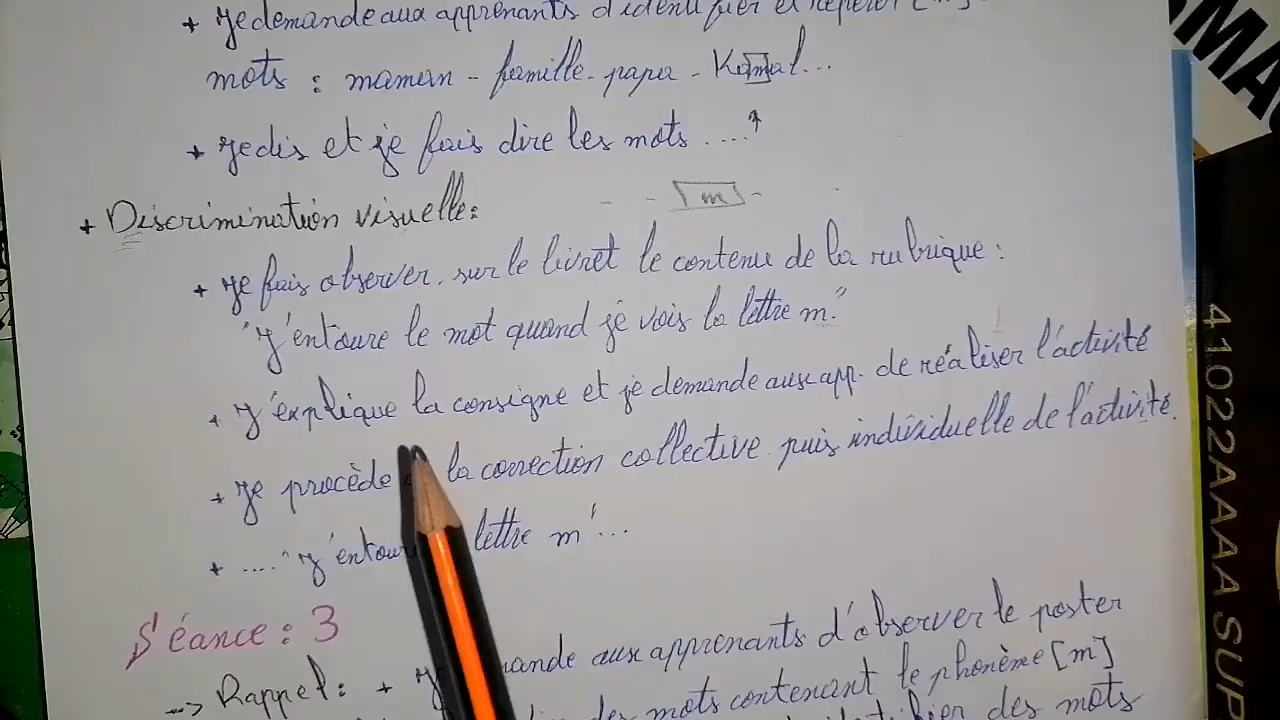 + Je demande aux apprenants d'identifier et repérer [m]
mots : maman - famille - papa - Kamal...
+ Je dis et je fais dire les mots ....
m
+ Discrimination visuelle:
+ Je fais observer sur le livret le contenu de la rubrique :
"J'entoure le mot quand je vois la lettre m."
+ J'explique la consigne et je demande aux app. de réaliser l'activité
+ Je procède la correction collective puis individuelle de l'activité.
+ .... "J'entoure lettre m"...
Séance : 3
--> Rappel : + aux apprenants d'observer le poster
des mots contenant le phonème [m]
des mots
41022AAAA SUP
SMA